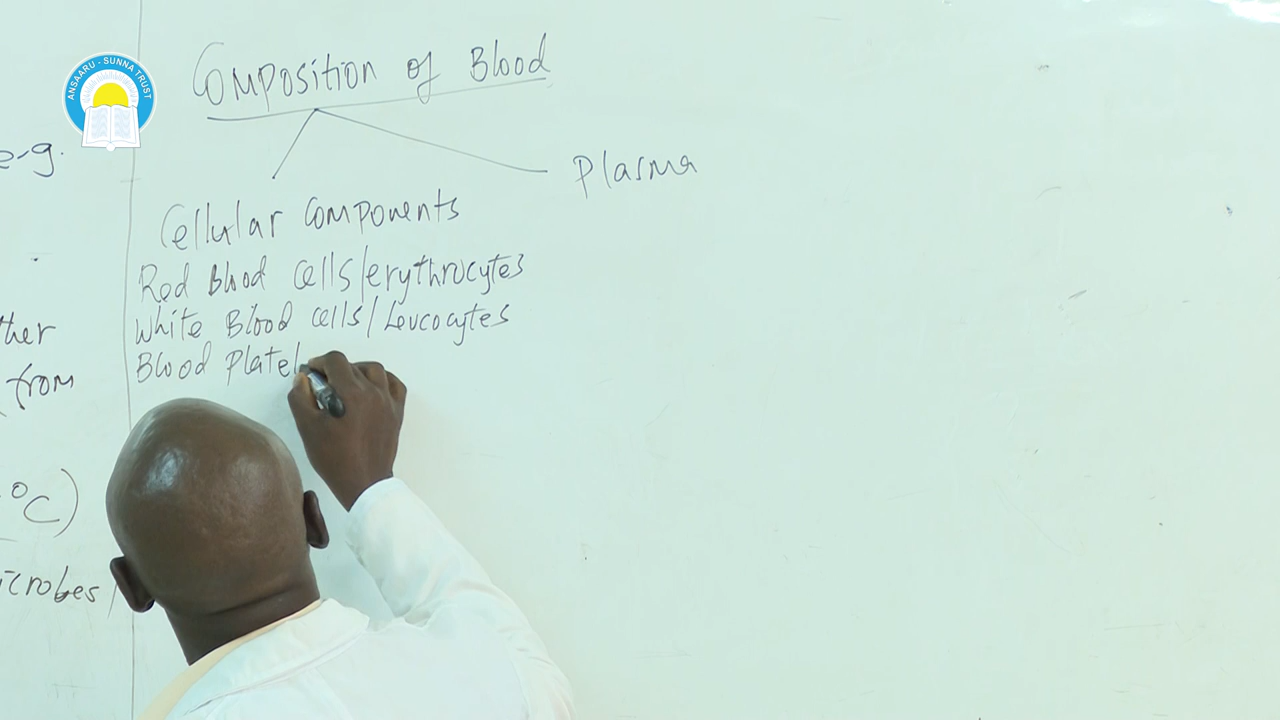 ANSAARU - SUNNA TRUST
e-g.
ther
from
°C)
icrobes
Composition of Blood
Plasma
Cellular Components
Red Blood cells/erythrocytes
White Blood cells/Leucocytes
Blood Platel